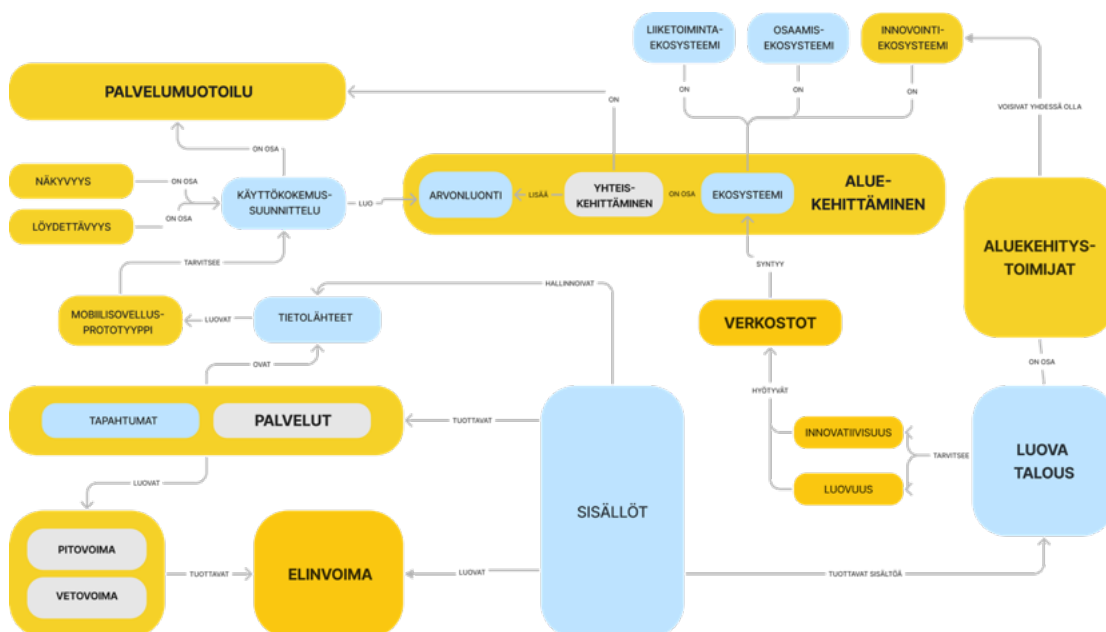 LIIKETOIMINTA-
EKOSYSTEEMI
OSAAMIS-
EKOSYSTEEMI
INNOVOINTI-
EKOSYSTEEMI
ON
ON
ON
VOISIVAT YHDESSÄ OLLA
PALVELUMUOTOILU
ON
ON OSA
NÄKYVYYS
ON OSA
LÖYDETTÄVYYS
ON OSA
KÄYTTÖKOKEMUS-
SUUNNITTELU
LUO
ARVONLUONTI
LISÄÄ
YHTEIS-
KEHITTÄMINEN
ON OSA
EKOSYSTEEMI
ALUE-
KEHITTÄMINEN
ALUEKEHITYS-
TOIMIJAT
TARVITSEE
SYNTYY
HALLINNOIVAT
MOBIILISOVELLUS-
PROTOTYYPPI
LUOVAT
TIETOLÄHTEET
VERKOSTOT
OVAT
ON OSA
HYÖTYVÄT
TAPAHTUMAT
PALVELUT
TUOTTAVAT
INNOVATIIVISUUS
LUOVUUS
TARVITSEE
LUOVA
TALOUS
LUOVAT
SISÄLLÖT
PITOVOIMA
VETOVOIMA
TUOTTAVAT
ELINVOIMA
LUOVAT
TUOTTAVAT SISÄLTÖÄ